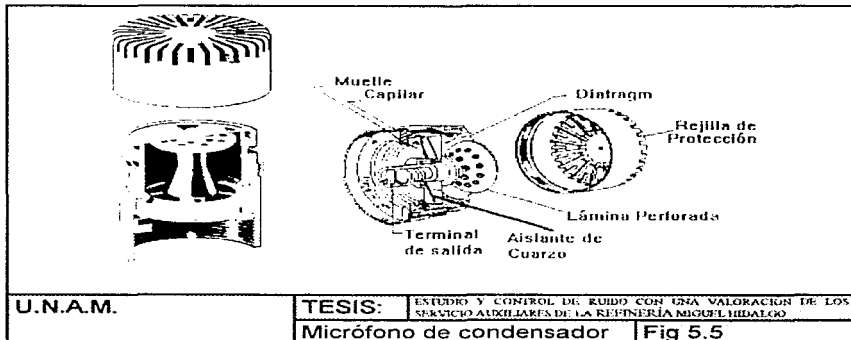 Muelle
Capilar
Diafragm
Rejilla de
Protección
Lámina Perforada
Terminal
de salida
Aislante de
Cuarzo
U.N.A.M.
TESIS:
ESTUDIO Y CONTROL DE RUIDO CON UNA VALORACION DE LOS
SERVICIO AUXILIARES DE LA REFINERÍA MIGUEL HIDALGO
Micrófono de condensador
Fig 5.5